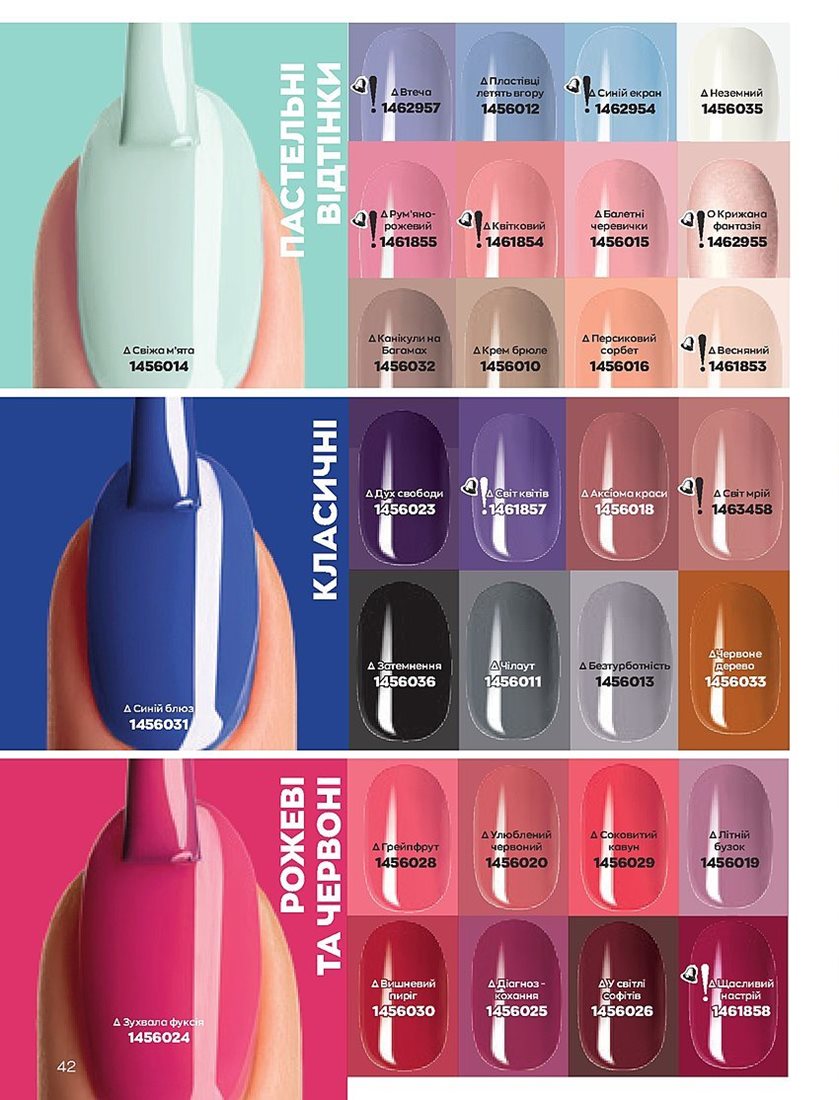 ПАСТЕЛЬНІ
ВІДТІНКИ
Δ Свіжа м'ята
1456014
Δ Втеча
1462957
Δ Пластівці
летять вгору
1456012
Δ Синій екран
1462954
Δ Неземний
1456035
Δ Рум'яно-
рожевий
1461855
Δ Квітковий
1461854
Δ Балетні
черевички
1456015
О Крижана
фантазія
1462955
Δ Канікули на
Багамах
1456032
Δ Крем брюле
1456010
Δ Персиковий
сорбет
1456016
Δ Весняний
1461853
КЛАСИЧНІ
Δ Синій блюз
1456031
Δ Дух свободи
1456023
Δ Світ квітів
1461857
Δ Аксіома краси
1456018
Δ Світ мрій
1463458
Δ Затемнення
1456036
Δ Чілаут
1456011
Δ Безтурботність
1456013
Δ Червоне
дерево
1456033
РОЖЕВІ
ТА ЧЕРВОНІ
Δ Зухвала фуксія
1456024
Δ Грейпфрут
1456028
Δ Улюблений
червоний
1456020
Δ Соковитий
кавун
1456029
Δ Літній
бузок
1456019
Δ Вишневий
пиріг
1456030
Δ Діагноз -
кохання
1456025
Δ У світлі
софітів
1456026
Δ Щасливий
настрій
1461858
42